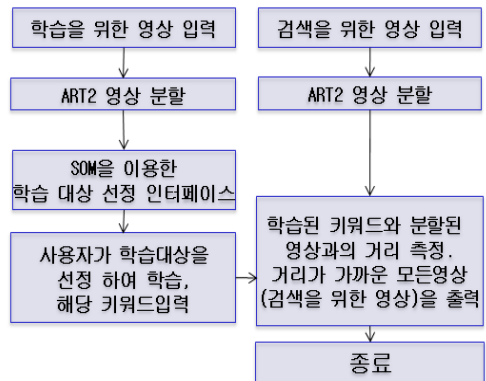 학습을 위한 영상 입력
ART2 영상 분할
SOM을 이용한
학습 대상 선정 인터페이스
사용자가 학습대상을
선정 하여 학습,
해당 키워드입력
검색을 위한 영상 입력
ART2 영상 분할
학습된 키워드와 분할된
영상과의 거리 측정.
거리가 가까운 모든영상
(검색을 위한 영상)을 출력
종료